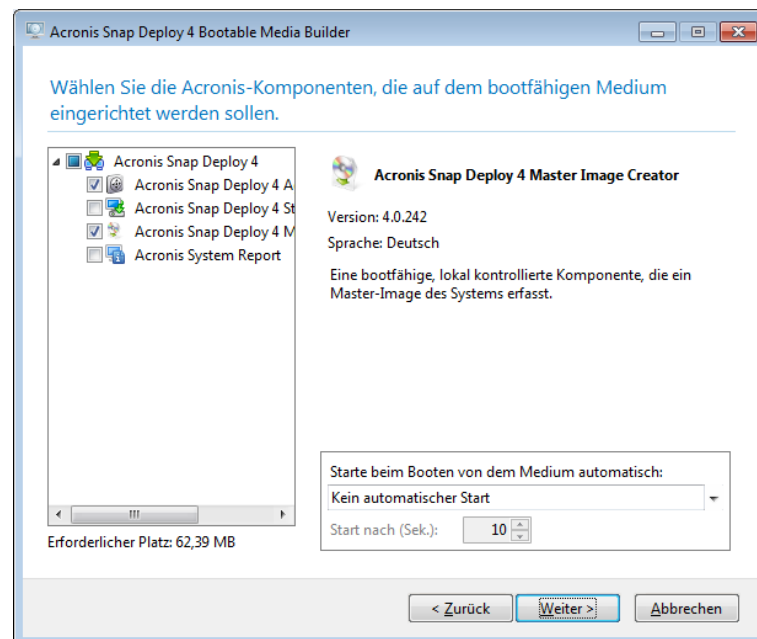 Acronis Snap Deploy 4 Bootable Media Builder
Wählen Sie die Acronis-Komponenten, die auf dem bootfähigen Medium
eingerichtet werden sollen.
Acronis Snap Deploy 4
Acronis Snap Deploy 4 A
Acronis Snap Deploy 4 St
Acronis Snap Deploy 4 M
Acronis System Report
Erforderlicher Platz: 62,39 MB
Acronis Snap Deploy 4 Master Image Creator
Version: 4.0.242
Sprache: Deutsch
Eine bootfähige, lokal kontrollierte Komponente, die ein
Master-Image des Systems erfasst.
Starte beim Booten von dem Medium automatisch:
Kein automatischer Start
Start nach (Sek.): 10
< Zurück Weiter > Abbrechen